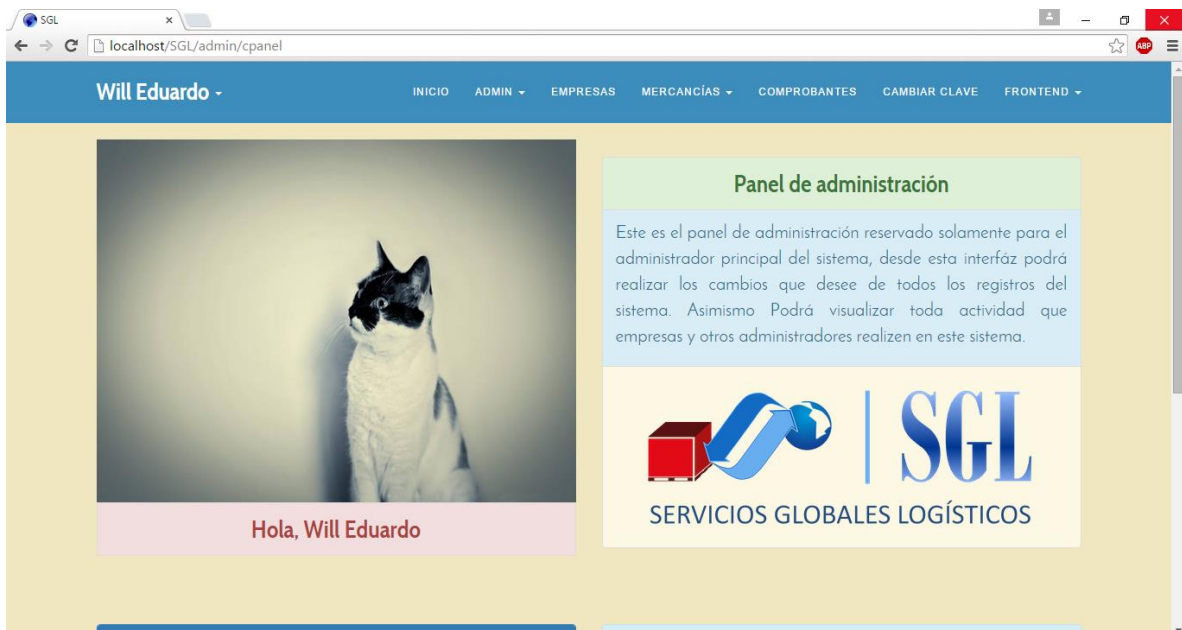 SGL
localhost/SGL/admin/cpanel
ABP
Will Eduardo
INICIO
ADMIN
EMPRESAS
MERCANCÍAS
COMPROBANTES
CAMBIAR CLAVE
FRONTEND
Hola, Will Eduardo
Panel de administración
Este es el panel de administración reservado solamente para el
administrador principal del sistema, desde esta interfáz podrá
realizar los cambios que desee de todos los registros del
sistema. Asimismo Podrá visualizar toda actividad que
empresas y otros administradores realizen en este sistema.
SGL
SERVICIOS GLOBALES LOGÍSTICOS